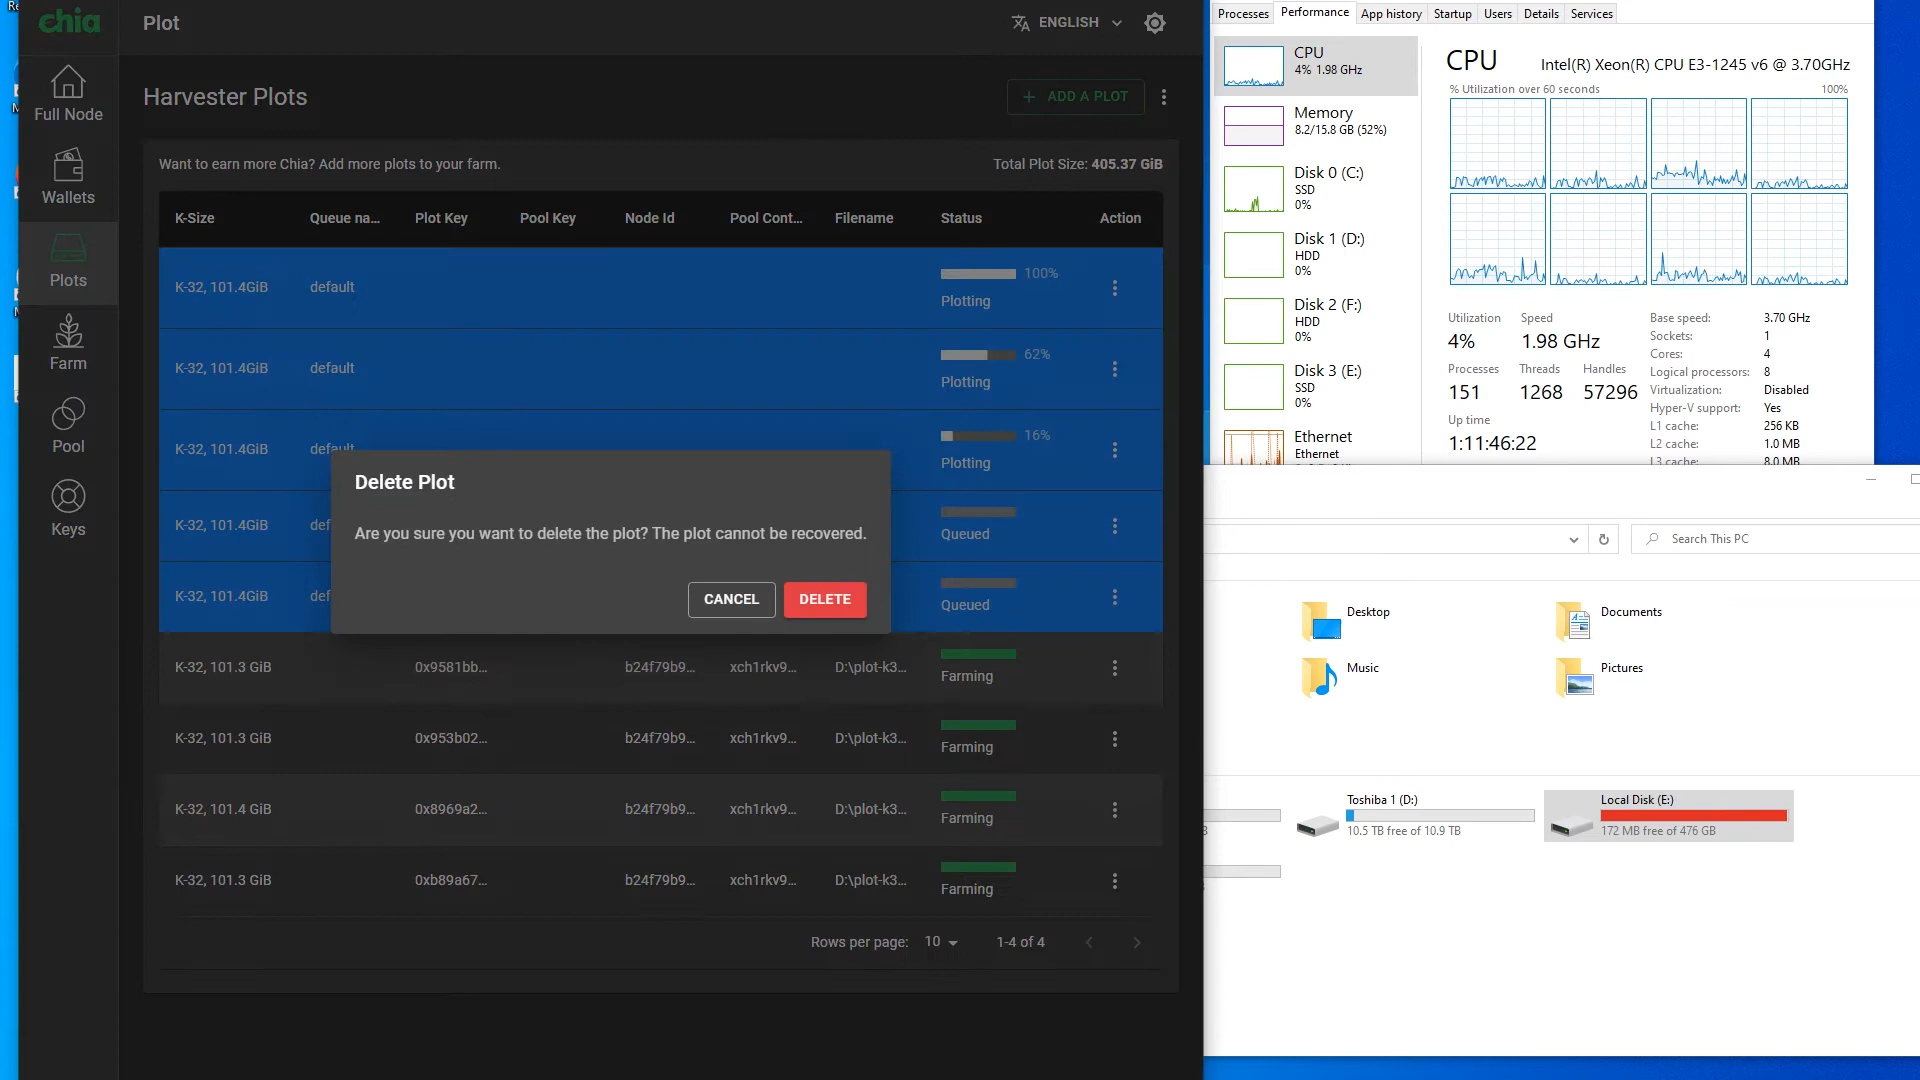 chia
Plot
ENGLISH
Full Node
Wallets
Plots
Farm
Pool
Keys
Harvester Plots
+ ADD A PLOT
Want to earn more Chia? Add more plots to your farm.
Total Plot Size: 405.37 GiB
K-Size Queue na... Plot Key Pool Key Node Id Pool Cont... Filename Status Action
K-32, 101.4GiB default 100%
Plotting
K-32, 101.4GiB default 62%
Plotting
K-32, 101.4GiB default 16%
Plotting
K-32, 101.4GiB def
Queued
K-32, 101.4GiB def
Queued
Delete Plot
Are you sure you want to delete the plot? The plot cannot be recovered.
CANCEL DELETE
K-32, 101.3 GiB 0x9581bb... b24f79b9... xch1rkv9... D:\plot-k3... Farming
K-32, 101.3 GiB 0x953b02... b24f79b9... xch1rkv9... D:\plot-k3... Farming
K-32, 101.4 GiB 0x8969a2... b24f79b9... xch1rkv9... D:\plot-k3... Farming
K-32, 101.3 GiB 0xb89a67... b24f79b9... xch1rkv9... D:\plot-k3... Farming
Rows per page: 10 1-4 of 4
Processes Performance App history Startup Users Details Services
CPU
4% 1.98 GHz
Memory
8.2/15.8 GB (52%)
Disk 0 (C:)
SSD
0%
Disk 1 (D:)
HDD
0%
Disk 2 (F:)
HDD
0%
Disk 3 (E:)
SSD
0%
Ethernet
Ethernet
CPU Intel(R) Xeon(R) CPU E3-1245 v6 @ 3.70GHz
% Utilization over 60 seconds 100%
Utilization Speed
4% 1.98 GHz
Processes Threads Handles
151 1268 57296
Up time
1:11:46:22
Base speed: 3.70 GHz
Sockets: 1
Cores: 4
Logical processors: 8
Virtualization: Disabled
Hyper-V support: Yes
L1 cache: 256 KB
L2 cache: 1.0 MB
L3 cache: 8.0 MB
Search This PC
Desktop
Documents
Music
Pictures
Toshiba 1 (D:)
10.5 TB free of 10.9 TB
Local Disk (E:)
172 MB free of 476 GB